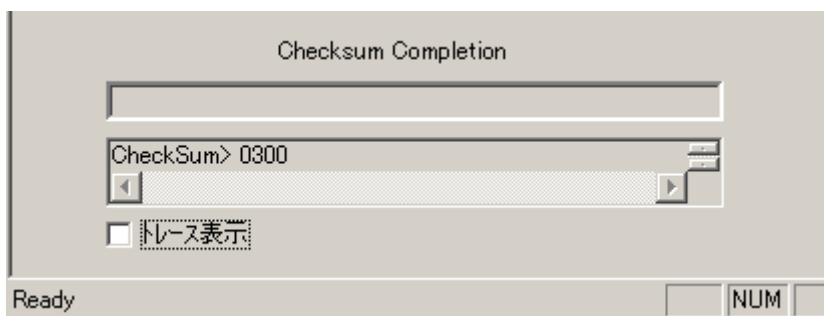 Checksum Completion
CheckSum> 0300
トレース表示
Ready
NUM